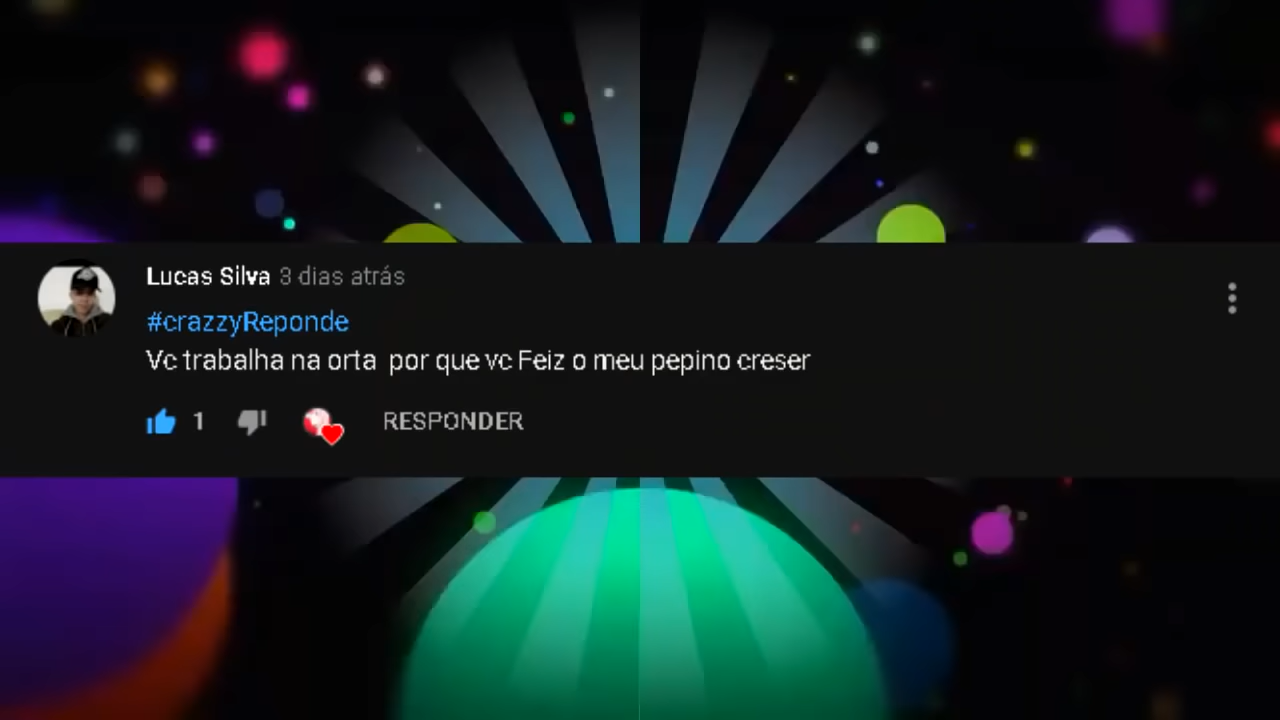 Lucas Silva 3 dias atrás
#crazzyReponde
Vc trabalha na orta por que vc Feiz o meu pepino creser
1 RESPONDER